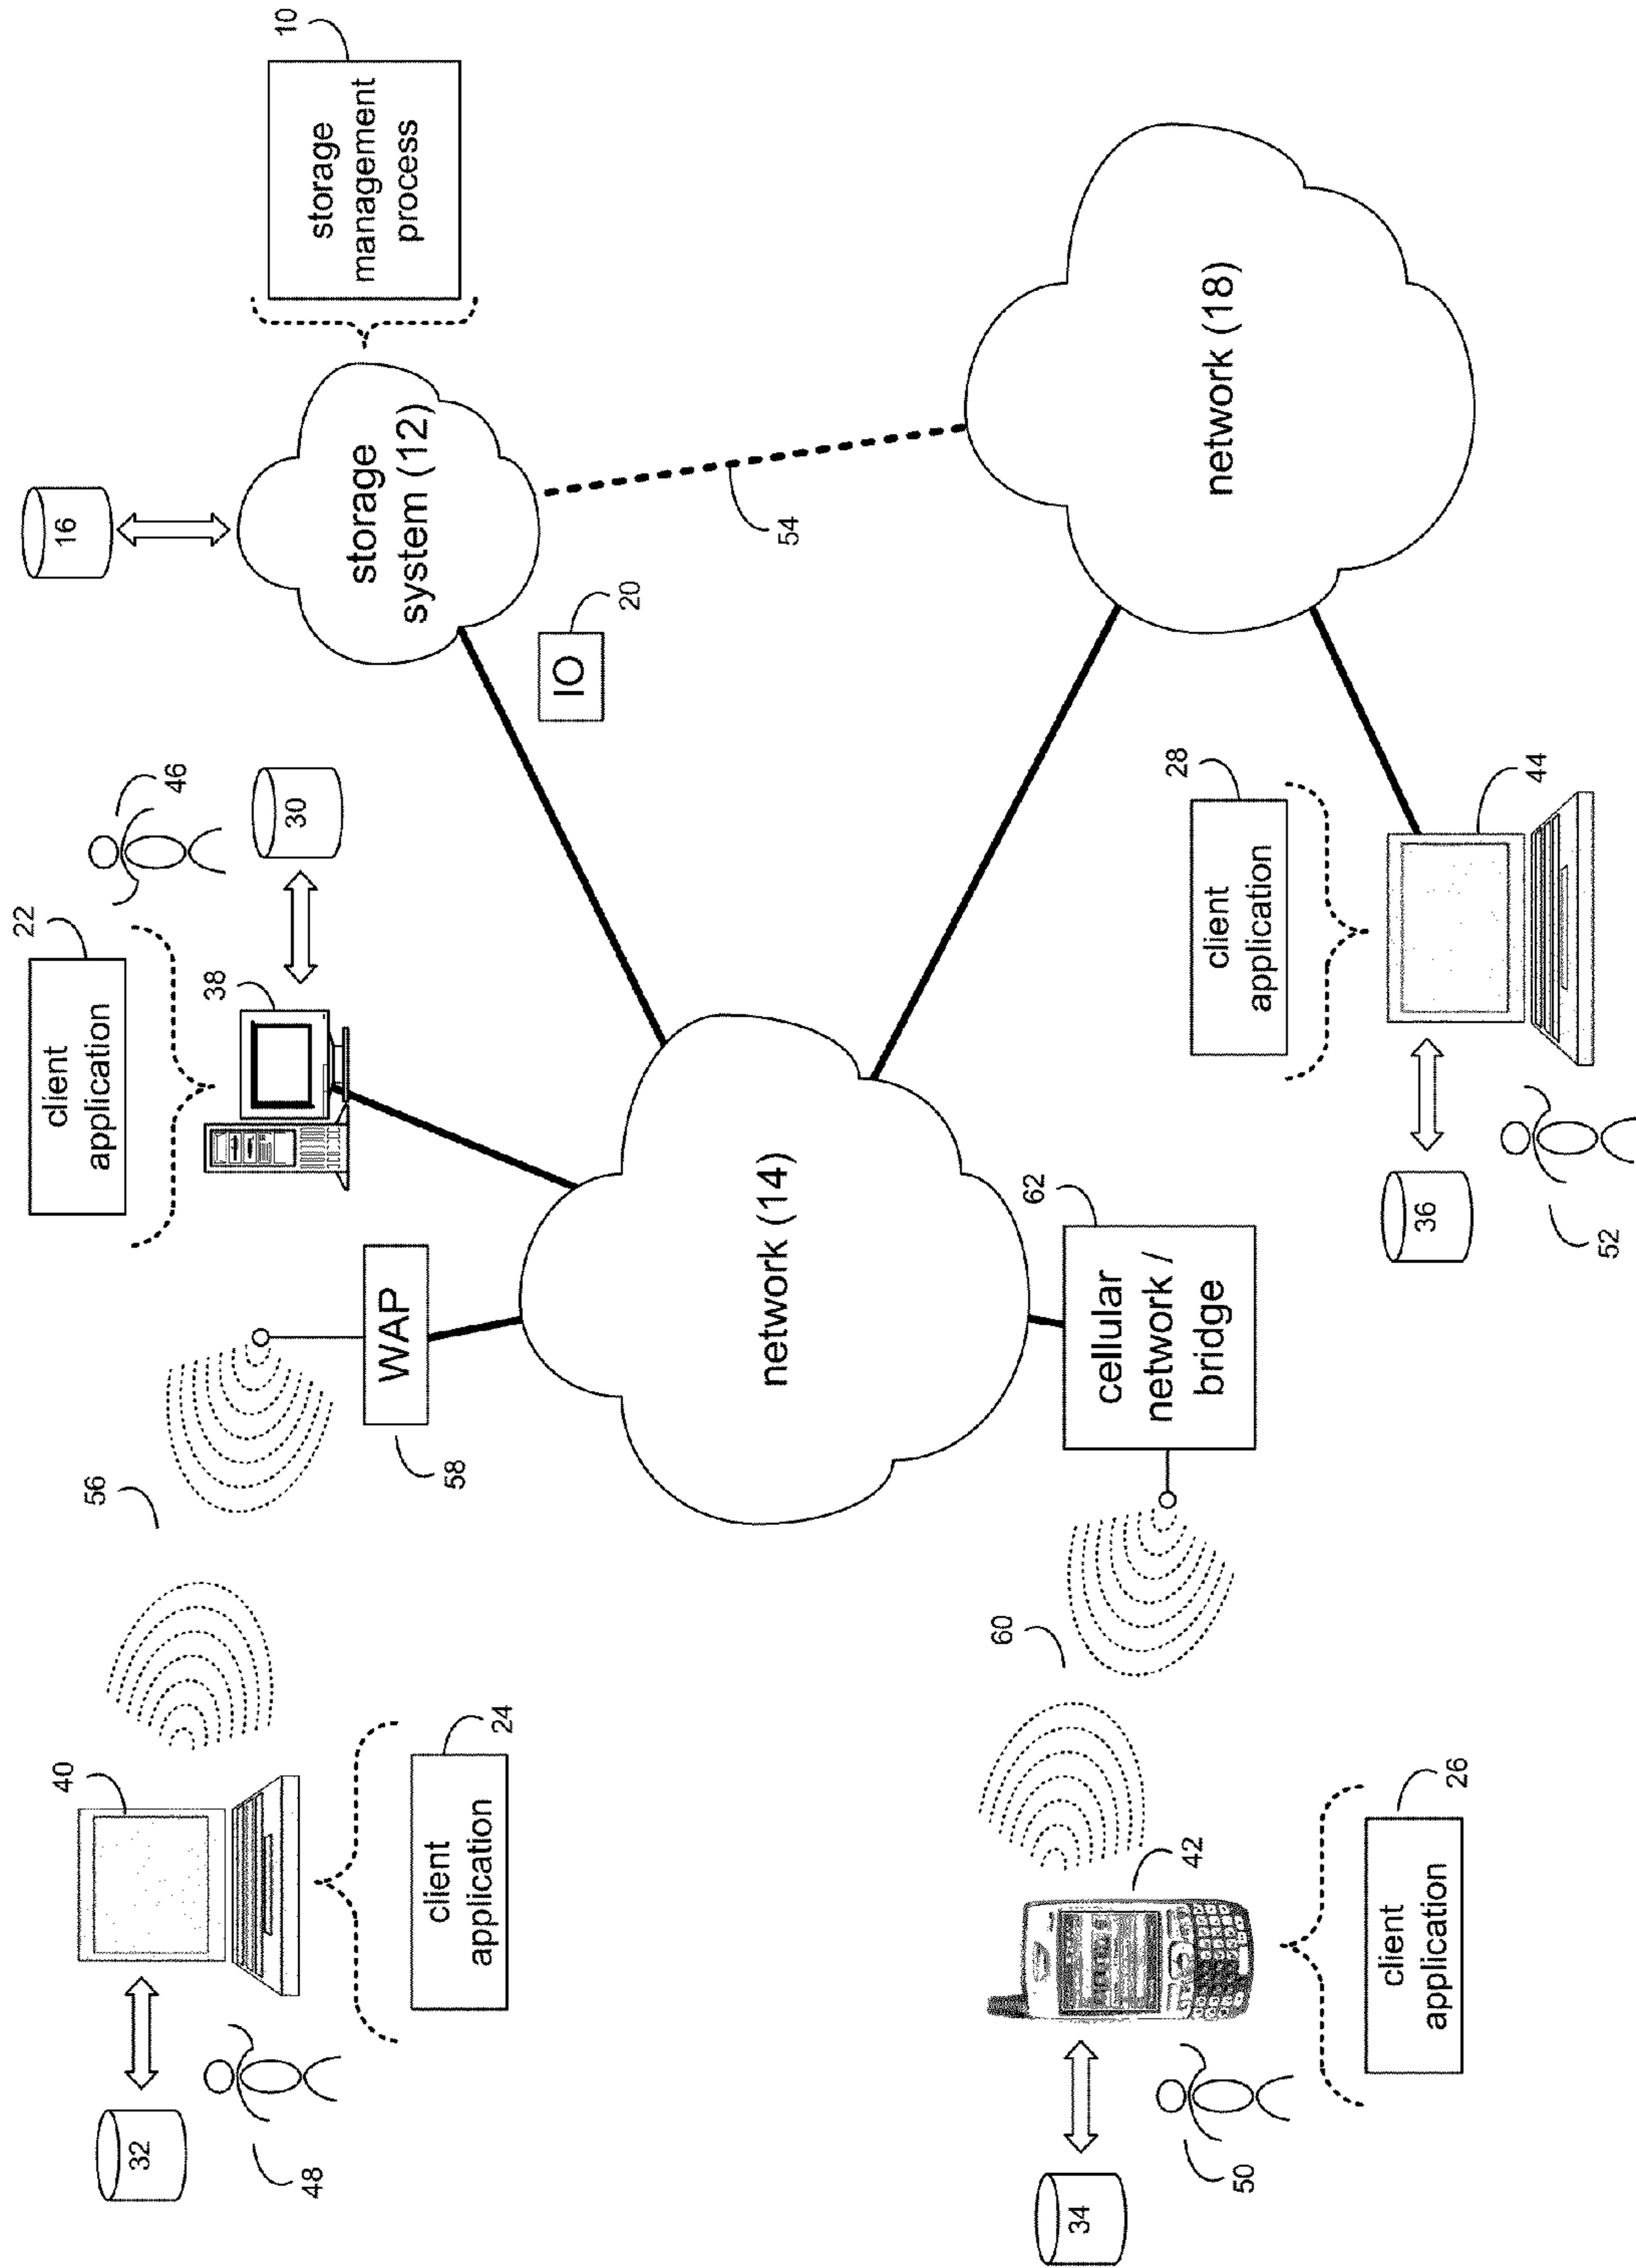 22
client
application
16
10
storage
management
process
46
30
38
40
32
48
56
storage
system (12)
WAP
58
24
client
application
IO
20
54
network (14)
network (18)
60
62
cellular
network /
bridge
42
34
50
28
client
application
26
client
application
44
36
52